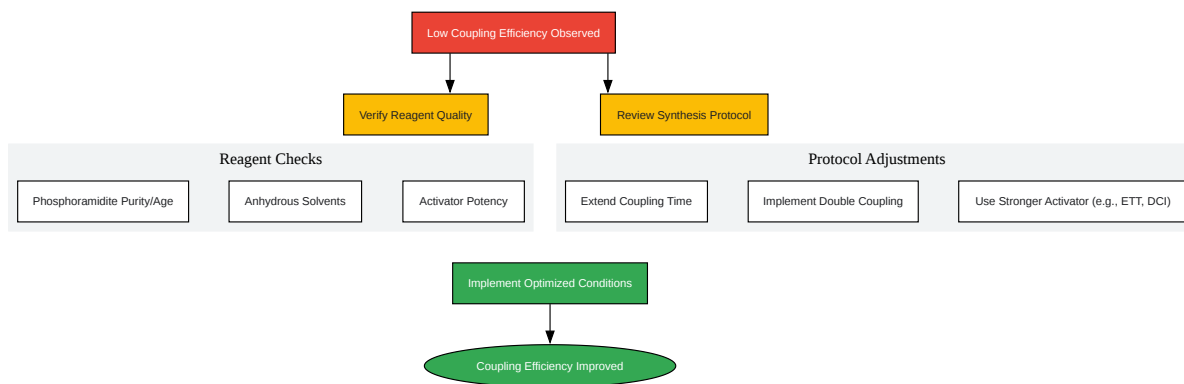 Low Coupling Efficiency Observed
Verify Reagent Quality
Review Synthesis Protocol
Reagent Checks
Phosphoramidite Purity/Age
Anhydrous Solvents
Activator Potency
Protocol Adjustments
Extend Coupling Time
Implement Double Coupling
Use Stronger Activator (e.g., ETT, DCI)
Implement Optimized Conditions
Coupling Efficiency Improved